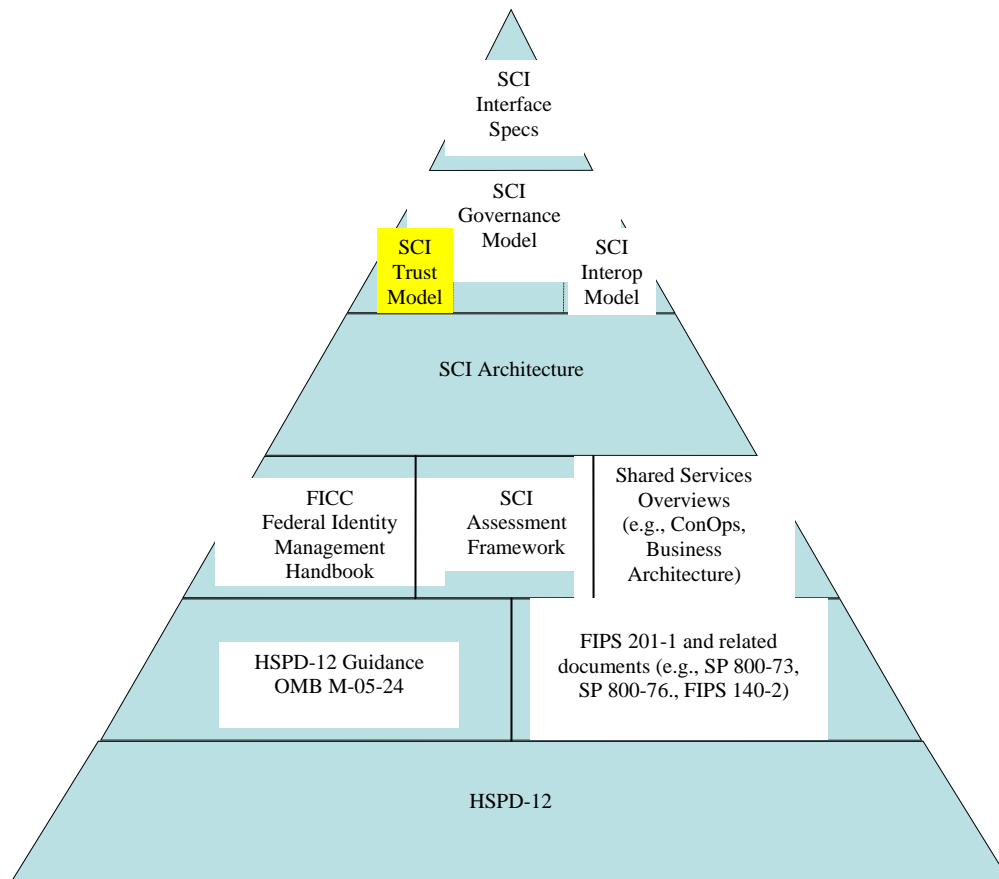 SCI
Interface
Specs
SCI
Governance
Model
SCI
Trust
Model
SCI
Interop
Model
SCI Architecture
FICC
Federal Identity
Management
Handbook
SCI
Assessment
Framework
Shared Services
Overviews
(e.g., ConOps,
Business
Architecture)
HSPD-12 Guidance
OMB M-05-24
FIPS 201-1 and related
documents (e.g., SP 800-73,
SP 800-76., FIPS 140-2)
HSPD-12